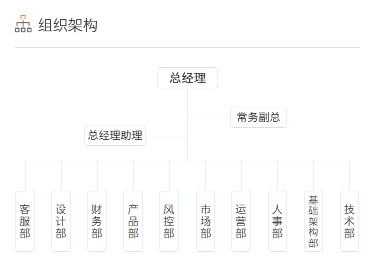 组织架构
总经理
常务副总
总经理助理
客服部
设计部
财务部
产品部
风控部
市场部
运营部
人事部
基础架构部
技术部